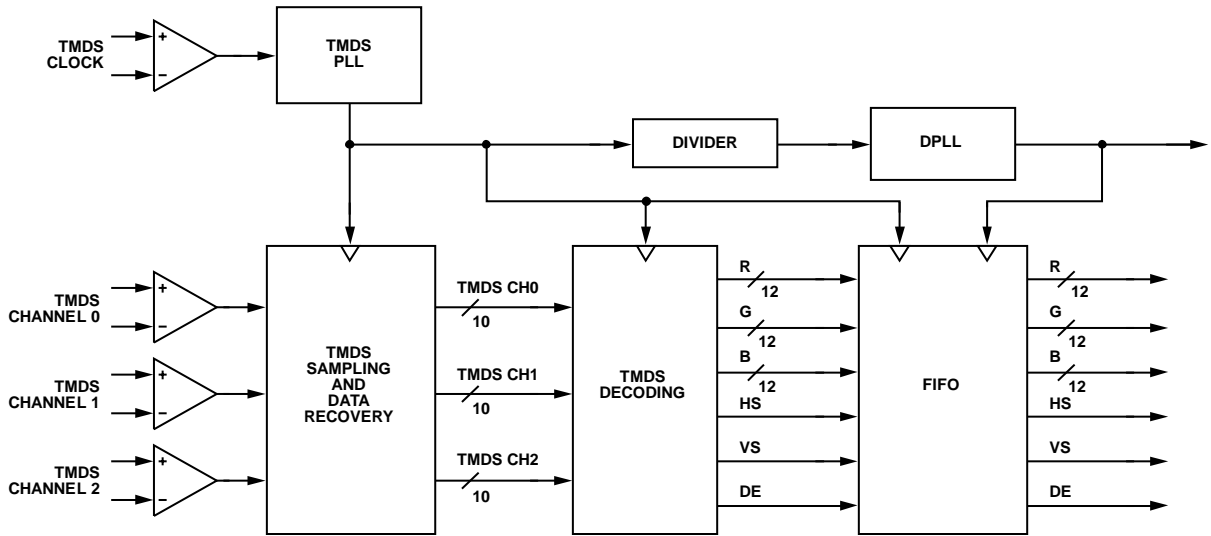 TMDS
CLOCK
+
−
TMDS
PLL
DIVIDER
DPLL
TMDS
CHANNEL 0
+
−
TMDS
CHANNEL 1
+
−
TMDS
CHANNEL 2
+
−
TMDS
SAMPLING
AND
DATA
RECOVERY
TMDS CH0
10
TMDS CH1
10
TMDS CH2
10
TMDS
DECODING
R
12
G
12
B
12
HS
VS
DE
FIFO
R
12
G
12
B
12
HS
VS
DE